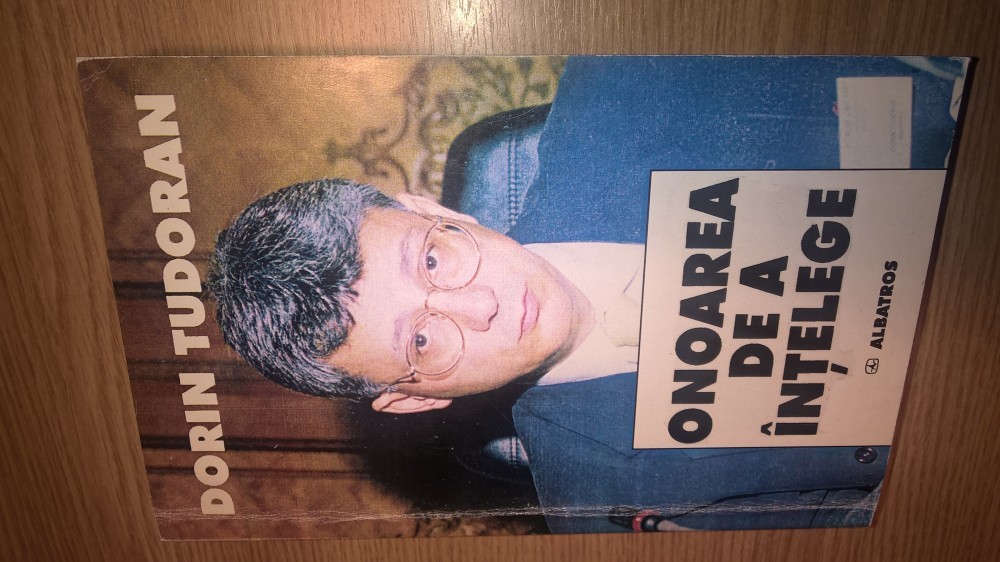 DORIN TUDORAN
ONOAREA
DE A
ÎNȚELEGE
ALBATROS